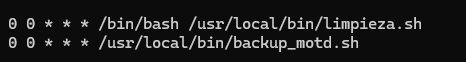 0 0 * * * /bin/bash /usr/local/bin/limpieza.sh
0 0 * * * /usr/local/bin/backup_motd.sh